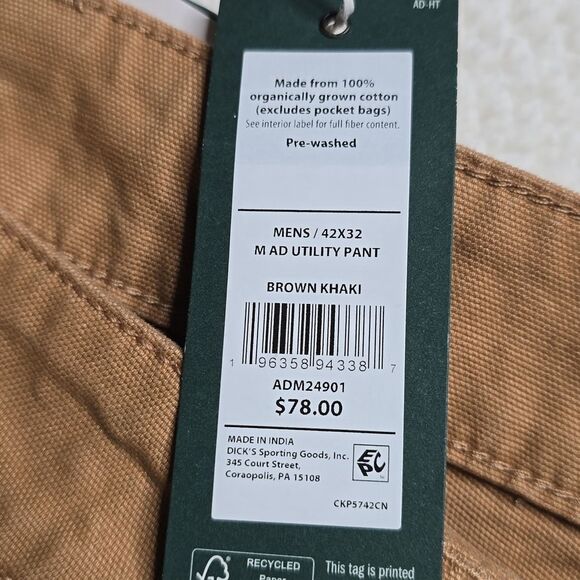 AD-HT
Made from 100%
organically grown cotton
(excludes pocket bags)
See interior label for full fiber content.
Pre-washed
MENS / 42X32
M AD UTILITY PANT
BROWN KHAKI
1 96358 94338 7
ADM24901
$78.00
MADE IN INDIA
DICK'S Sporting Goods, Inc.
345 Court Street,
Coraopolis, PA 15108
EPC
CKP5742CN
FSC
RECYCLED
Paper
This tag is printed